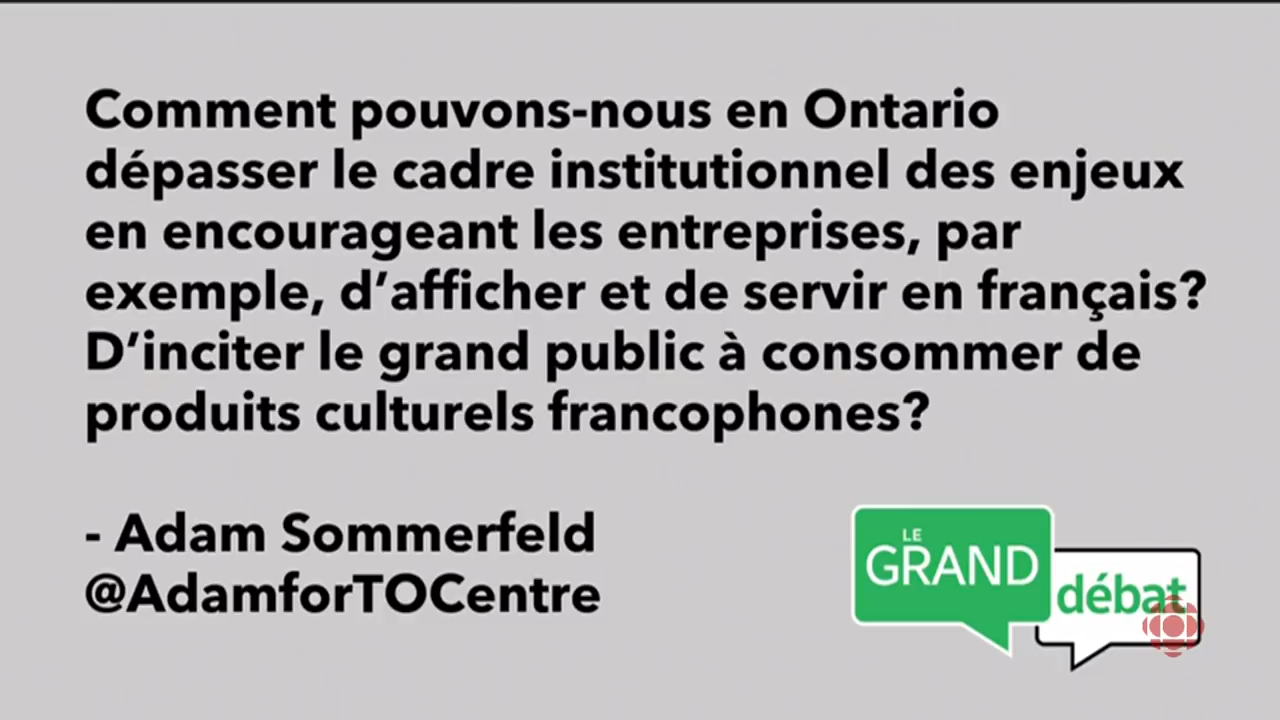 Comment pouvons-nous en Ontario
dépasser le cadre institutionnel des enjeux
en encourageant les entreprises, par
exemple, d’afficher et de servir en français?
D’inciter le grand public à consommer de
produits culturels francophones?
- Adam Sommerfeld
@AdamforTOCentre
LE
GRAND
débat